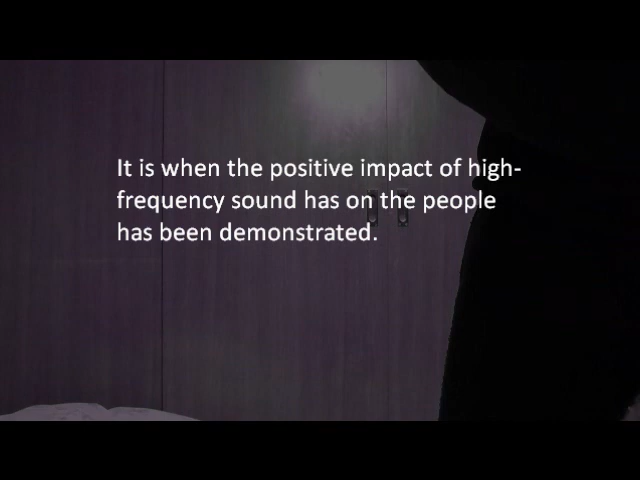 It is when the positive impact of high-
frequency sound has on the people
has been demonstrated.